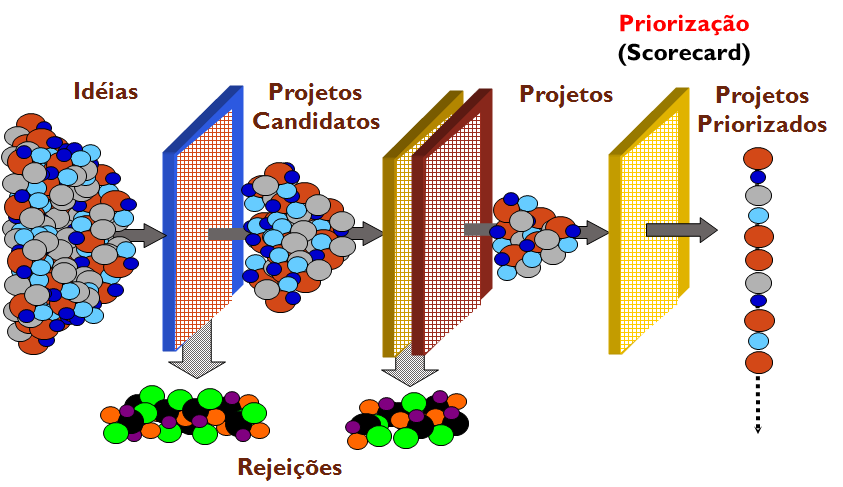 Priorização
(Scorecard)
Idéias
Projetos
Candidatos
Projetos
Projetos
Priorizados
Rejeições